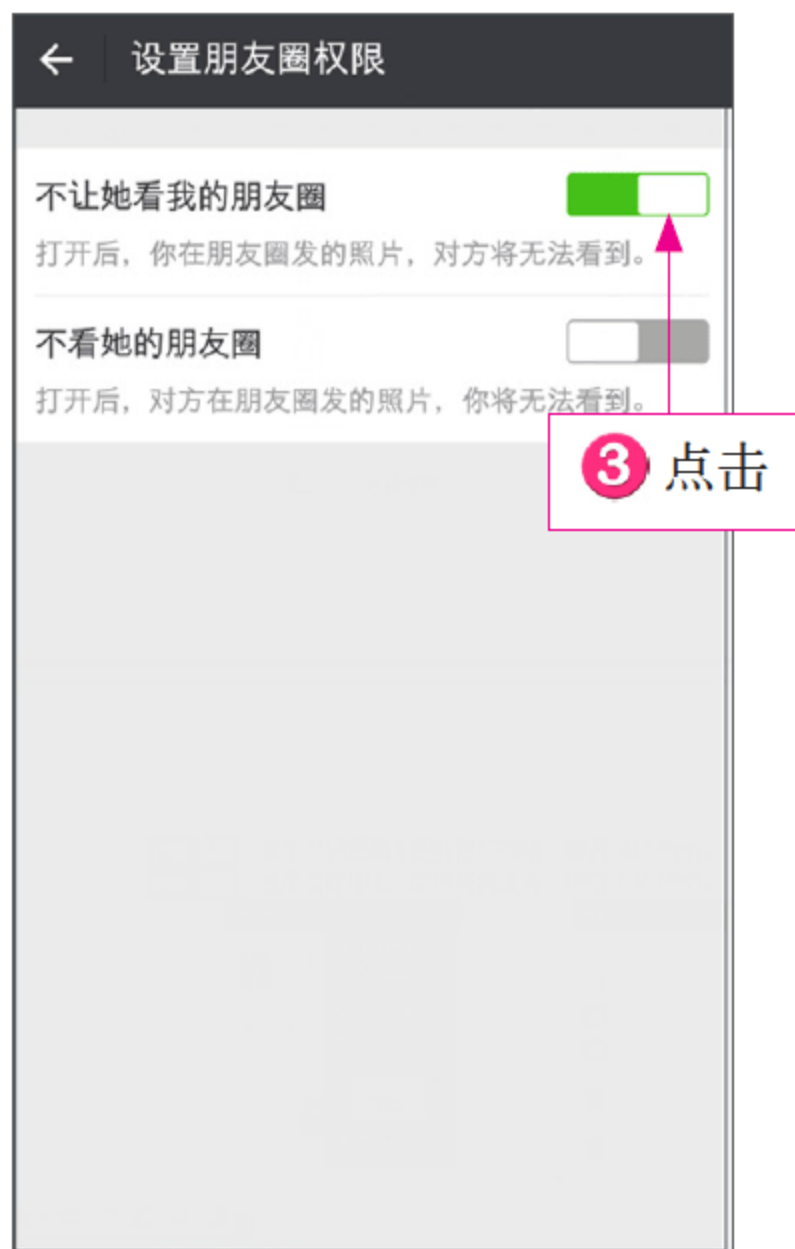 设置朋友圈权限
不让她看我的朋友圈
打开后，你在朋友圈发的照片，对方将无法看到。
不看她的朋友圈
打开后，对方在朋友圈发的照片，你将无法看到。
3 点击